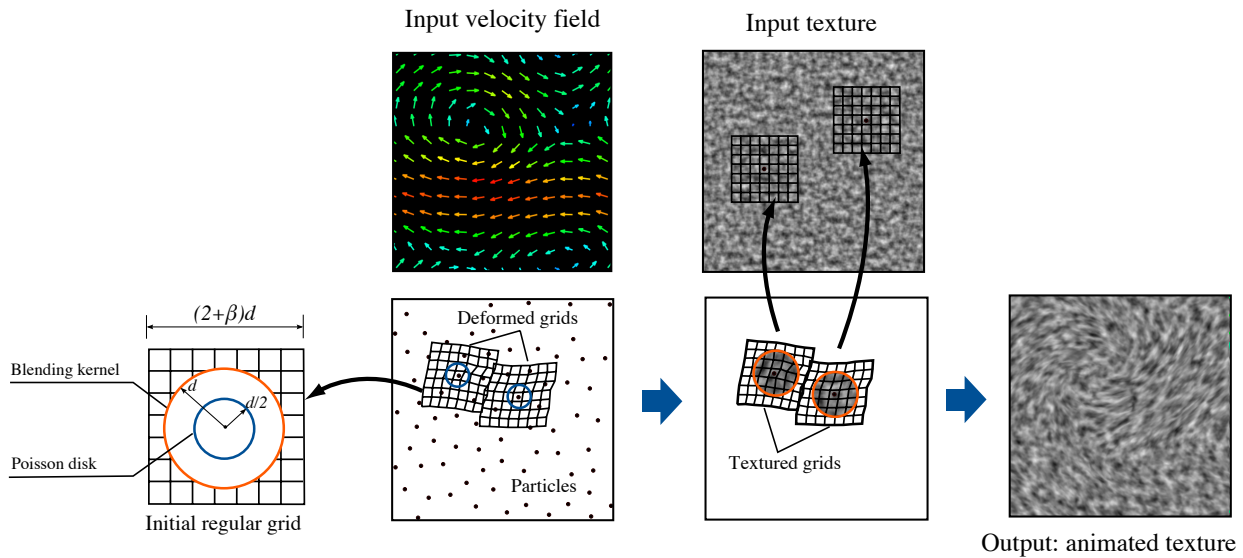 Input velocity field
Input texture
(2+β)d
Blending kernel
d
d/2
Poisson disk
Initial regular grid
Deformed grids
Particles
Textured grids
Output: animated texture